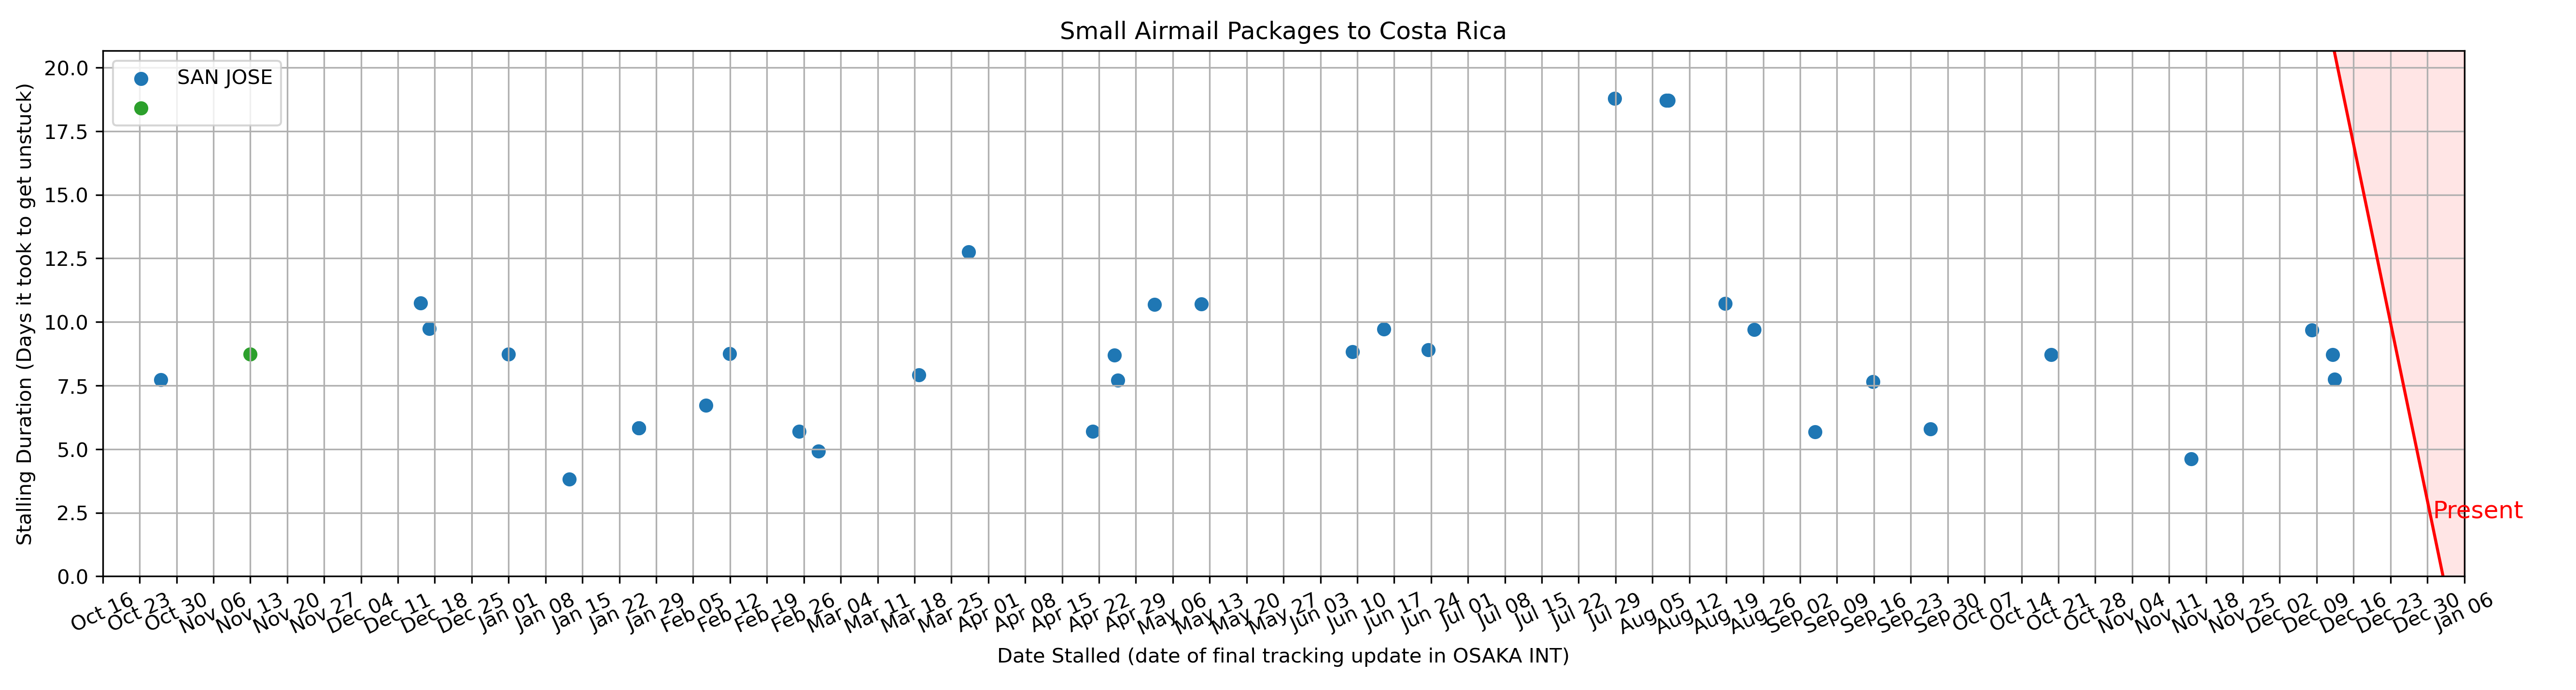 Small Airmail Packages to Costa Rica
SAN JOSE
Stalling Duration (Days it took to get unstuck)
20.0
17.5
15.0
12.5
10.0
7.5
5.0
2.5
0.0
Present
Oct 16 Oct 23 Oct 30 Nov 06 Nov 13 Nov 20 Nov 27 Dec 04 Dec 11 Dec 18 Dec 25 Jan 01 Jan 08 Jan 15 Jan 22 Jan 29 Feb 05 Feb 12 Feb 19 Feb 26 Mar 04 Mar 11 Mar 18 Mar 25 Apr 01 Apr 08 Apr 15 Apr 22 Apr 29 May 06 May 13 May 20 May 27 Jun 03 Jun 10 Jun 17 Jun 24 Jul 01 Jul 08 Jul 15 Jul 22 Jul 29 Aug 05 Aug 12 Aug 19 Aug 26 Sep 02 Sep 09 Sep 16 Sep 23 Sep 30 Oct 07 Oct 14 Oct 21 Oct 28 Nov 04 Nov 11 Nov 18 Nov 25 Dec 02 Dec 09 Dec 16 Dec 23 Dec 30 Jan 06
Date Stalled (date of final tracking update in OSAKA INT)